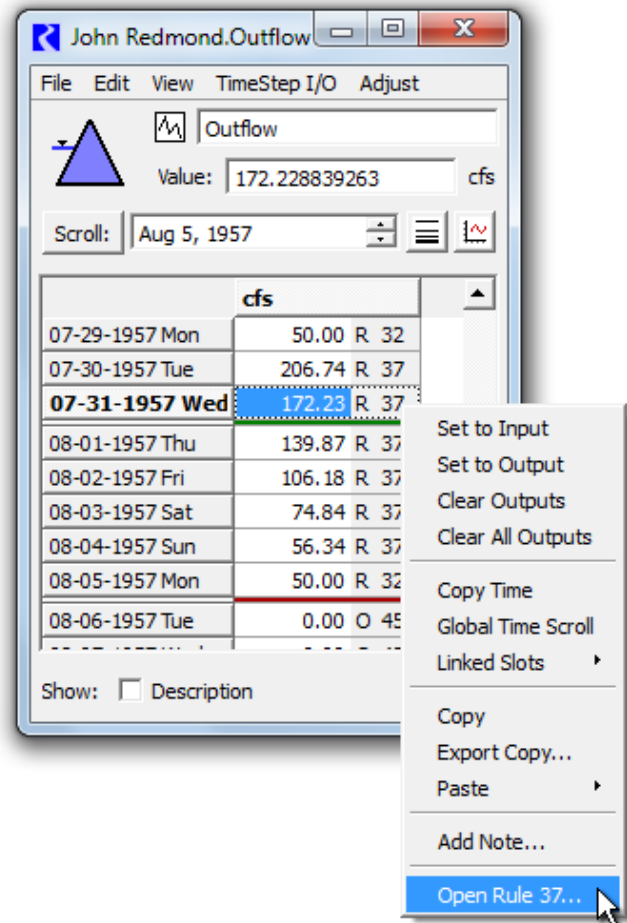 John Redmond.Outflow
File Edit View TimeStep I/O Adjust
Outflow
Value: 172.228839263 cfs
Scroll: Aug 5, 1957
cfs
07-29-1957 Mon 50.00 R 32
07-30-1957 Tue 206.74 R 37
07-31-1957 Wed 172.23 R 37
08-01-1957 Thu 139.87 R 37
08-02-1957 Fri 106.18 R 37
08-03-1957 Sat 74.84 R 37
08-04-1957 Sun 56.34 R 37
08-05-1957 Mon 50.00 R 32
08-06-1957 Tue 0.00 O 45
Show: Description
Set to Input
Set to Output
Clear Outputs
Clear All Outputs
Copy Time
Global Time Scroll
Linked Slots
Copy
Export Copy...
Paste
Add Note...
Open Rule 37...